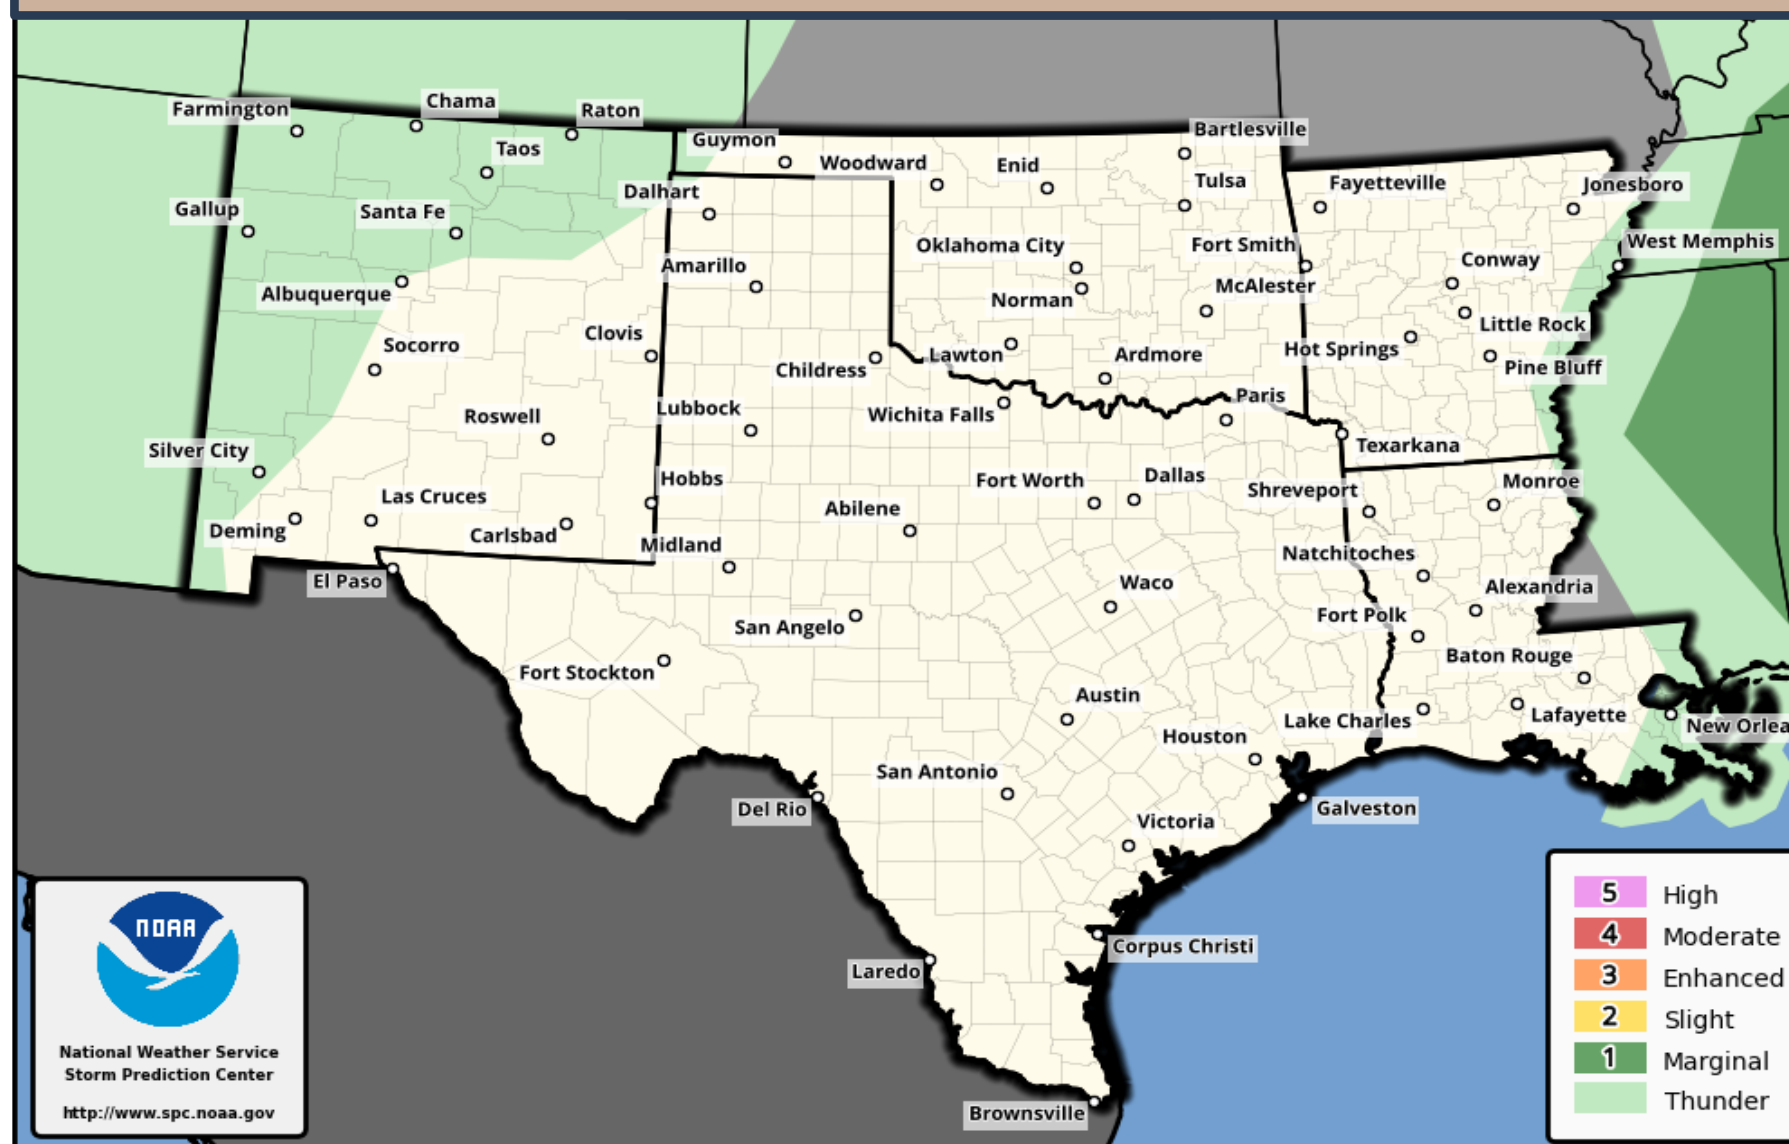 Farmington
Chama
Raton
Taos
Guymon
Woodward
Enid
Bartlesville
Tulsa
Fayetteville
Jonesboro
Gallup
Santa Fe
Dalhart
Oklahoma City
Fort Smith
West Memphis
Conway
Albuquerque
Amarillo
Norman
McAlester
Little Rock
Socorro
Clovis
Childress
Lawton
Ardmore
Hot Springs
Pine Bluff
Roswell
Lubbock
Wichita Falls
Paris
Texarkana
Silver City
Hobbs
Fort Worth
Dallas
Shreveport
Monroe
Las Cruces
Deming
Carlsbad
Midland
Abilene
Natchitoches
El Paso
Waco
Alexandria
San Angelo
Fort Polk
Fort Stockton
Baton Rouge
Austin
Lake Charles
Lafayette
New Orlea
Houston
San Antonio
Del Rio
Galveston
Victoria
Corpus Christi
Laredo
Brownsville
NOAA
National Weather Service
Storm Prediction Center
http://www.spc.noaa.gov
5 High
4 Moderate
3 Enhanced
2 Slight
1 Marginal
Thunder